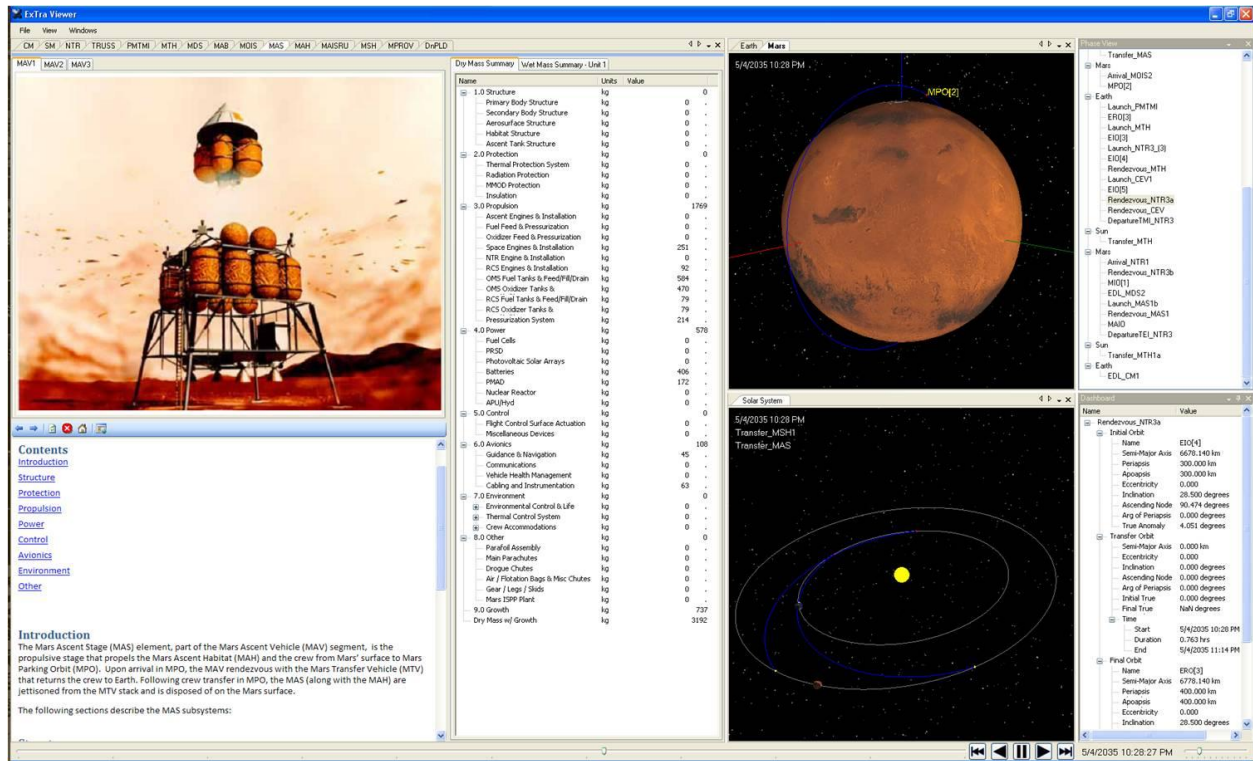 ExTra Viewer
File View Windows
CM SM NTR TRUSS PMTMI MTH MDS MAB MOIS MAS MAH MAISRU MSH MPROV DnPLD
MAV1 MAV2 MAV3
Contents
Introduction
Structure
Protection
Propulsion
Power
Control
Avionics
Environment
Other
Introduction
The Mars Ascent Stage (MAS) element, part of the Mars Ascent Vehicle (MAV) segment, is the
propulsive stage that propels the Mars Ascent Habitat (MAH) and the crew from Mars' surface to Mars
Parking Orbit (MPO). Upon arrival in MPO, the MAV rendezvous with the Mars Transfer Vehicle (MTV)
that returns the crew to Earth. Following crew transfer in MPO, the MAS (along with the MAH) are
jettisoned from the MTV stack and is disposed of on the Mars surface.
The following sections describe the MAS subsystems:
Dry Mass Summary Wet Mass Summary - Unit 1
Name Units Value
1.0 Structure kg 0
Primary Body Structure kg 0
Secondary Body Structure kg 0
Aerosurface Structure kg 0
Habitat Structure kg 0
Ascent Tank Structure kg 0
2.0 Protection kg 0
Thermal Protection System kg 0
Radiation Protection kg 0
MMOD Protection kg 0
Insulation kg 0
3.0 Propulsion kg 1769
Ascent Engines & Installation kg 0
Fuel Feed & Pressurization kg 0
Oxidizer Feed & Pressurization kg 0
Space Engines & Installation kg 251
NTR Engine & Installation kg 0
RCS Engines & Installation kg 92
OMS Fuel Tanks & Feed/Fill/Drain kg 584
OMS Oxidizer Tanks & kg 470
RCS Fuel Tanks & Feed/Fill/Drain kg 79
RCS Oxidizer Tanks & kg 79
Pressurization System kg 214
4.0 Power kg 578
Fuel Cells kg 0
PRSD kg 0
Photovoltaic Solar Arrays kg 0
Batteries kg 406
PMAD kg 172
Nuclear Reactor kg 0
APU/Hyd kg 0
5.0 Control kg 0
Flight Control Surface Actuation kg 0
Miscellaneous Devices kg 0
6.0 Avionics kg 108
Guidance & Navigation kg 45
Communications kg 0
Vehicle Health Management kg 0
Cabling and Instrumentation kg 63
7.0 Environment kg 0
Environmental Control & Life kg 0
Thermal Control System kg 0
Crew Accommodations kg 0
8.0 Other kg 0
Parafoil Assembly kg 0
Main Parachutes kg 0
Drogue Chutes kg 0
Air / Flotation Bags & Misc Chutes kg 0
Gear / Legs / Skids kg 0
Mars ISPP Plant kg 0
9.0 Growth kg 737
Dry Mass w/ Growth kg 3192
Earth Mars
5/4/2035 10:28 PM
MPO[2]
Solar System
5/4/2035 10:28 PM
Transfer_MSH1
Transfer_MAS
Phase View
Transfer_MAS
Mars
Arrival_MOIS2
MPO[2]
Earth
Launch_PMTMI
ERO[3]
Launch_MTH
EIO[3]
Launch_NTR3_(3)
EIO[4]
Rendezvous_MTH
Launch_CEV1
EIO[5]
Rendezvous_NTR3a
Rendezvous_CEV
DepartureTMI_NTR3
Sun
Transfer_MTH
Mars
Arrival_NTR1
Rendezvous_NTR3b
MIO[1]
EDL_MDS2
Launch_MAS1b
Rendezvous_MAS1
MAIO
DepartureTEI_NTR3
Sun
Transfer_MTH1a
Earth
EDL_CM1
Dashboard
Name Value
Rendezvous_NTR3a
Initial Orbit
Name EIO[4]
Semi-Major Axis 6678.140 km
Periapsis 300.000 km
Apoapsis 300.000 km
Eccentricity 0.000
Inclination 28.500 degrees
Ascending Node 90.474 degrees
Arg of Periapsis 0.000 degrees
True Anomaly 4.051 degrees
Transfer Orbit
Semi-Major Axis 0.000 km
Eccentricity 0.000
Inclination 0.000 degrees
Ascending Node 0.000 degrees
Arg of Periapsis 0.000 degrees
Initial True 0.000 degrees
Final True NaN degrees
Time
Start 5/4/2035 10:28 PM
Duration 0.763 hrs
End 5/4/2035 11:14 PM
Final Orbit
Name ERO[3]
Semi-Major Axis 6778.140 km
Periapsis 400.000 km
Apoapsis 400.000 km
Eccentricity 0.000
Inclination 28.500 degrees
5/4/2035 10:28:27 PM